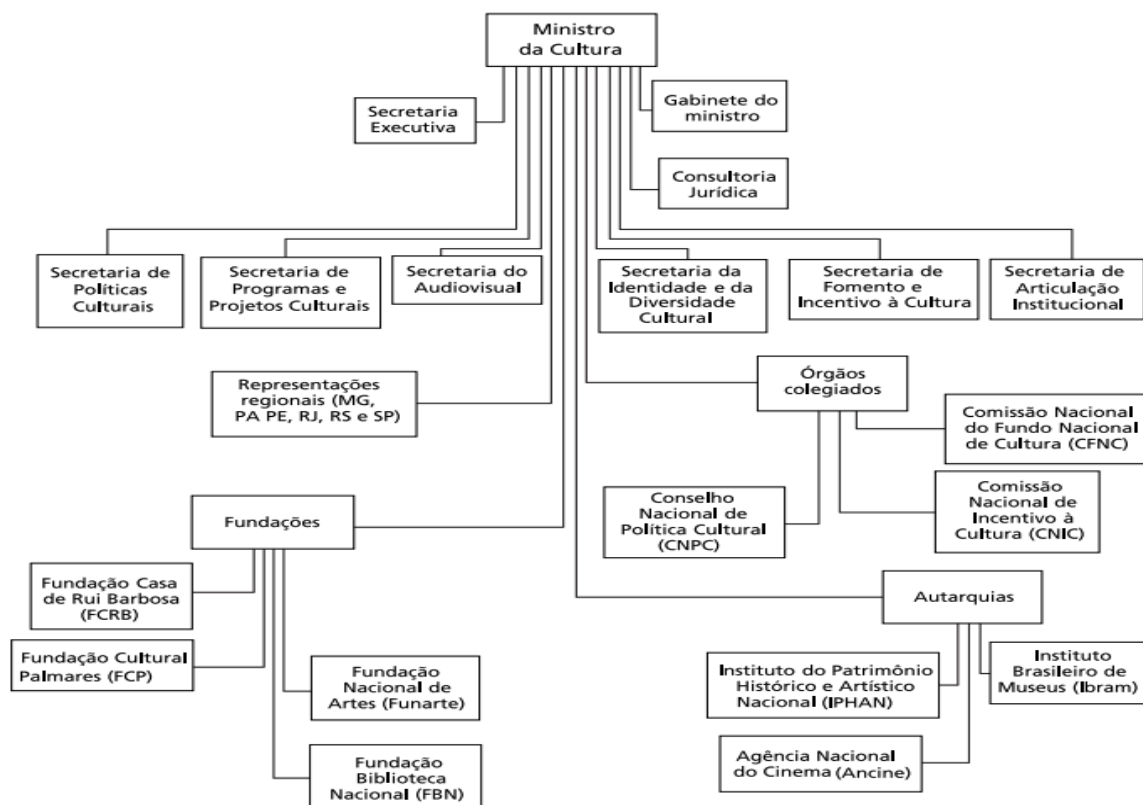 Ministro
da Cultura
Secretaria
Executiva
Gabinete do
ministro
Consultoria
Jurídica
Secretaria de
Políticas
Culturais
Secretaria de
Programas e
Projetos Culturais
Secretaria do
Audiovisual
Secretaria da
Identidade e da
Diversidade
Cultural
Secretaria de
Fomento e
Incentivo à Cultura
Secretaria de
Articulação
Institucional
Representações
regionais (MG,
PA PE, RJ, RS e SP)
Órgãos
colegiados
Comissão Nacional
do Fundo Nacional
de Cultura (CFNC)
Conselho
Nacional de
Política Cultural
(CNPC)
Comissão
Nacional de
Incentivo à
Cultura (CNIC)
Fundações
Fundação Casa
de Rui Barbosa
(FCRB)
Fundação Cultural
Palmares (FCP)
Fundação
Nacional de
Artes (Funarte)
Fundação
Biblioteca
Nacional (FBN)
Autarquias
Instituto do Patrimônio
Histórico e Artístico
Nacional (IPHAN)
Instituto
Brasileiro de
Museus (Ibram)
Agência Nacional
do Cinema (Ancine)